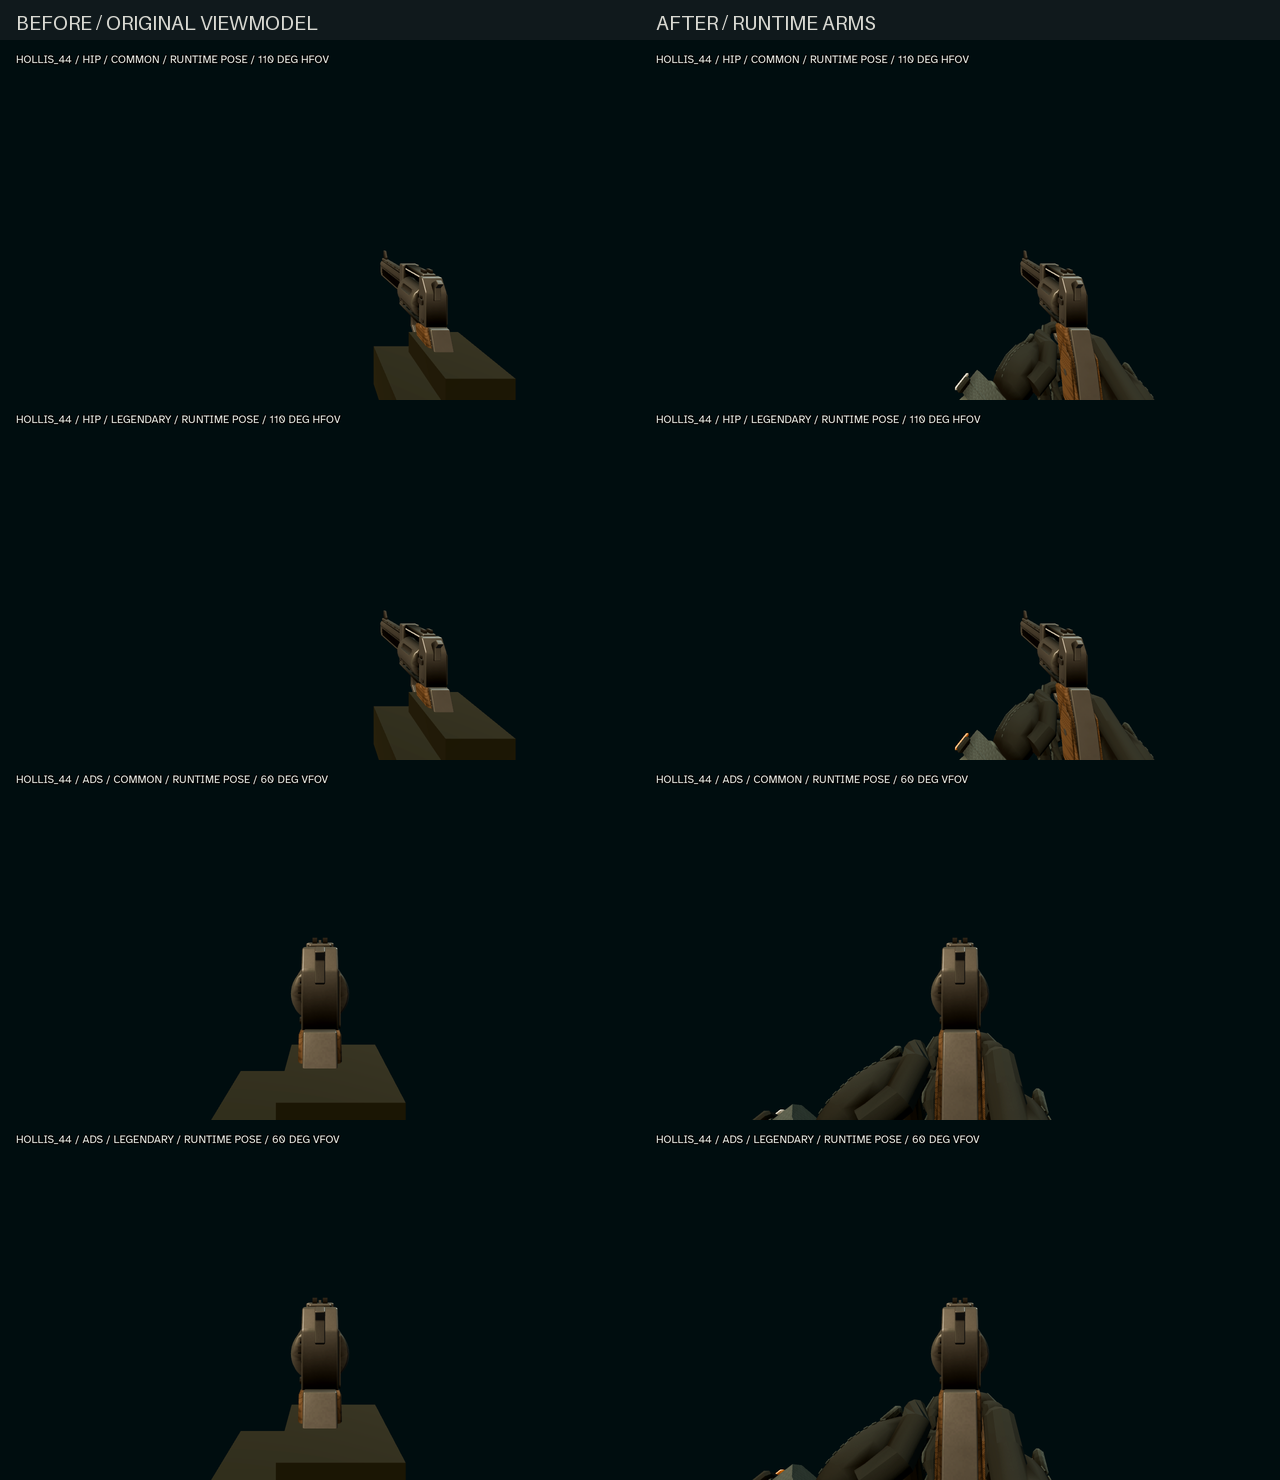 BEFORE / ORIGINAL VIEWMODEL
AFTER / RUNTIME ARMS
HOLLIS_44 / HIP / COMMON / RUNTIME POSE / 110 DEG HFOV
HOLLIS_44 / HIP / COMMON / RUNTIME POSE / 110 DEG HFOV
HOLLIS_44 / HIP / LEGENDARY / RUNTIME POSE / 110 DEG HFOV
HOLLIS_44 / HIP / LEGENDARY / RUNTIME POSE / 110 DEG HFOV
HOLLIS_44 / ADS / COMMON / RUNTIME POSE / 60 DEG VFOV
HOLLIS_44 / ADS / COMMON / RUNTIME POSE / 60 DEG VFOV
HOLLIS_44 / ADS / LEGENDARY / RUNTIME POSE / 60 DEG VFOV
HOLLIS_44 / ADS / LEGENDARY / RUNTIME POSE / 60 DEG VFOV